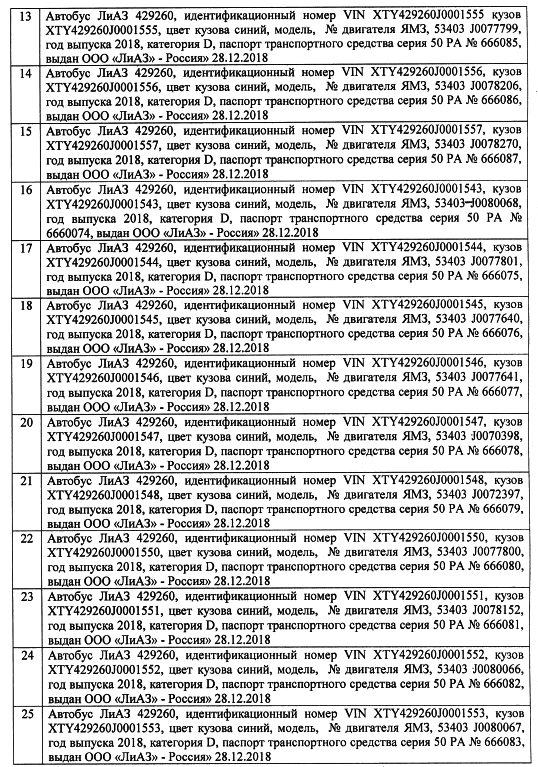 13 Автобус ЛиАЗ 429260, идентификационный номер VIN XTY429260J0001555 кузов
XTY429260J0001555, цвет кузова синий, модель, № двигателя ЯМЗ, 53403 J0077799,
год выпуска 2018, категория D, паспорт транспортного средства серия 50 РА № 666085,
выдан ООО «ЛиАЗ» - Россия» 28.12.2018
14 Автобус ЛиАЗ 429260, идентификационный номер VIN XTY429260J0001556, кузов
XTY429260J0001556, цвет кузова синий, модель, № двигателя ЯМЗ, 53403 J0078206,
год выпуска 2018, категория D, паспорт транспортного средства серия 50 РА № 666086,
выдан ООО «ЛиАЗ» - Россия» 28.12.2018
15 Автобус ЛиАЗ 429260, идентификационный номер VIN XTY429260J0001557, кузов
XTY429260J0001557, цвет кузова синий, модель, № двигателя ЯМЗ, 53403 J0078270,
год выпуска 2018, категория D, паспорт транспортного средства серия 50 РА № 666087,
выдан ООО «ЛиАЗ» - Россия» 28.12.2018
16 Автобус ЛиАЗ 429260, идентификационный номер VIN XTY429260J0001543, кузов
XTY429260J0001543, цвет кузова синий, модель, № двигателя ЯМЗ, 53403 J0080068,
год выпуска 2018, категория D, паспорт транспортного средства серия 50 РА №
6660074, выдан ООО «ЛиАЗ» - Россия» 28.12.2018
17 Автобус ЛиАЗ 429260, идентификационный номер VIN XTY429260J0001544, кузов
XTY429260J0001544, цвет кузова синий, модель, № двигателя ЯМЗ, 53403 J0077801,
год выпуска 2018, категория D, паспорт транспортного средства серия 50 РА № 666075,
выдан ООО «ЛиАЗ» - Россия» 28.12.2018
18 Автобус ЛиАЗ 429260, идентификационный номер VIN XTY429260J0001545, кузов
XTY429260J0001545, цвет кузова синий, модель, № двигателя ЯМЗ, 53403 J0077640,
год выпуска 2018, категория D, паспорт транспортного средства серия 50 РА № 666076,
выдан ООО «ЛиАЗ» - Россия» 28.12.2018
19 Автобус ЛиАЗ 429260, идентификационный номер VIN XTY429260J0001546, кузов
XTY429260J0001546, цвет кузова синий, модель, № двигателя ЯМЗ, 53403 J0077641,
год выпуска 2018, категория D, паспорт транспортного средства серия 50 РА № 666077,
выдан ООО «ЛиАЗ» - Россия» 28.12.2018
20 Автобус ЛиАЗ 429260, идентификационный номер VIN XTY429260J0001547, кузов
XTY429260J0001547, цвет кузова синий, модель, № двигателя ЯМЗ, 53403 J0070398,
год выпуска 2018, категория D, паспорт транспортного средства серия 50 РА № 666078,
выдан ООО «ЛиАЗ» - Россия» 28.12.2018
21 Автобус ЛиАЗ 429260, идентификационный номер VIN XTY429260J0001548, кузов
XTY429260J0001548, цвет кузова синий, модель, № двигателя ЯМЗ, 53403 J0072397,
год выпуска 2018, категория D, паспорт транспортного средства серия 50 РА № 666079,
выдан ООО «ЛиАЗ» - Россия» 28.12.2018
22 Автобус ЛиАЗ 429260, идентификационный номер VIN XTY429260J0001550, кузов
XTY429260J0001550, цвет кузова синий, модель, № двигателя ЯМЗ, 53403 J0077800,
год выпуска 2018, категория D, паспорт транспортного средства серия 50 РА № 666080,
выдан ООО «ЛиАЗ» - Россия» 28.12.2018
23 Автобус ЛиАЗ 429260, идентификационный номер VIN XTY429260J0001551, кузов
XTY429260J0001551, цвет кузова синий, модель, № двигателя ЯМЗ, 53403 J0078152,
год выпуска 2018, категория D, паспорт транспортного средства серия 50 РА № 666081,
выдан ООО «ЛиАЗ» - Россия» 28.12.2018
24 Автобус ЛиАЗ 429260, идентификационный номер VIN XTY429260J0001552, кузов
XTY429260J0001552, цвет кузова синий, модель, № двигателя ЯМЗ, 53403 J0080066,
год выпуска 2018, категория D, паспорт транспортного средства серия 50 РА № 666082,
выдан ООО «ЛиАЗ» - Россия» 28.12.2018
25 Автобус ЛиАЗ 429260, идентификационный номер VIN XTY429260J0001553, кузов
XTY429260J0001553, цвет кузова синий, модель, № двигателя ЯМЗ, 53403 J0080067,
год выпуска 2018, категория D, паспорт транспортного средства серия 50 РА № 666083,
выдан ООО «ЛиАЗ» - Россия» 28.12.2018